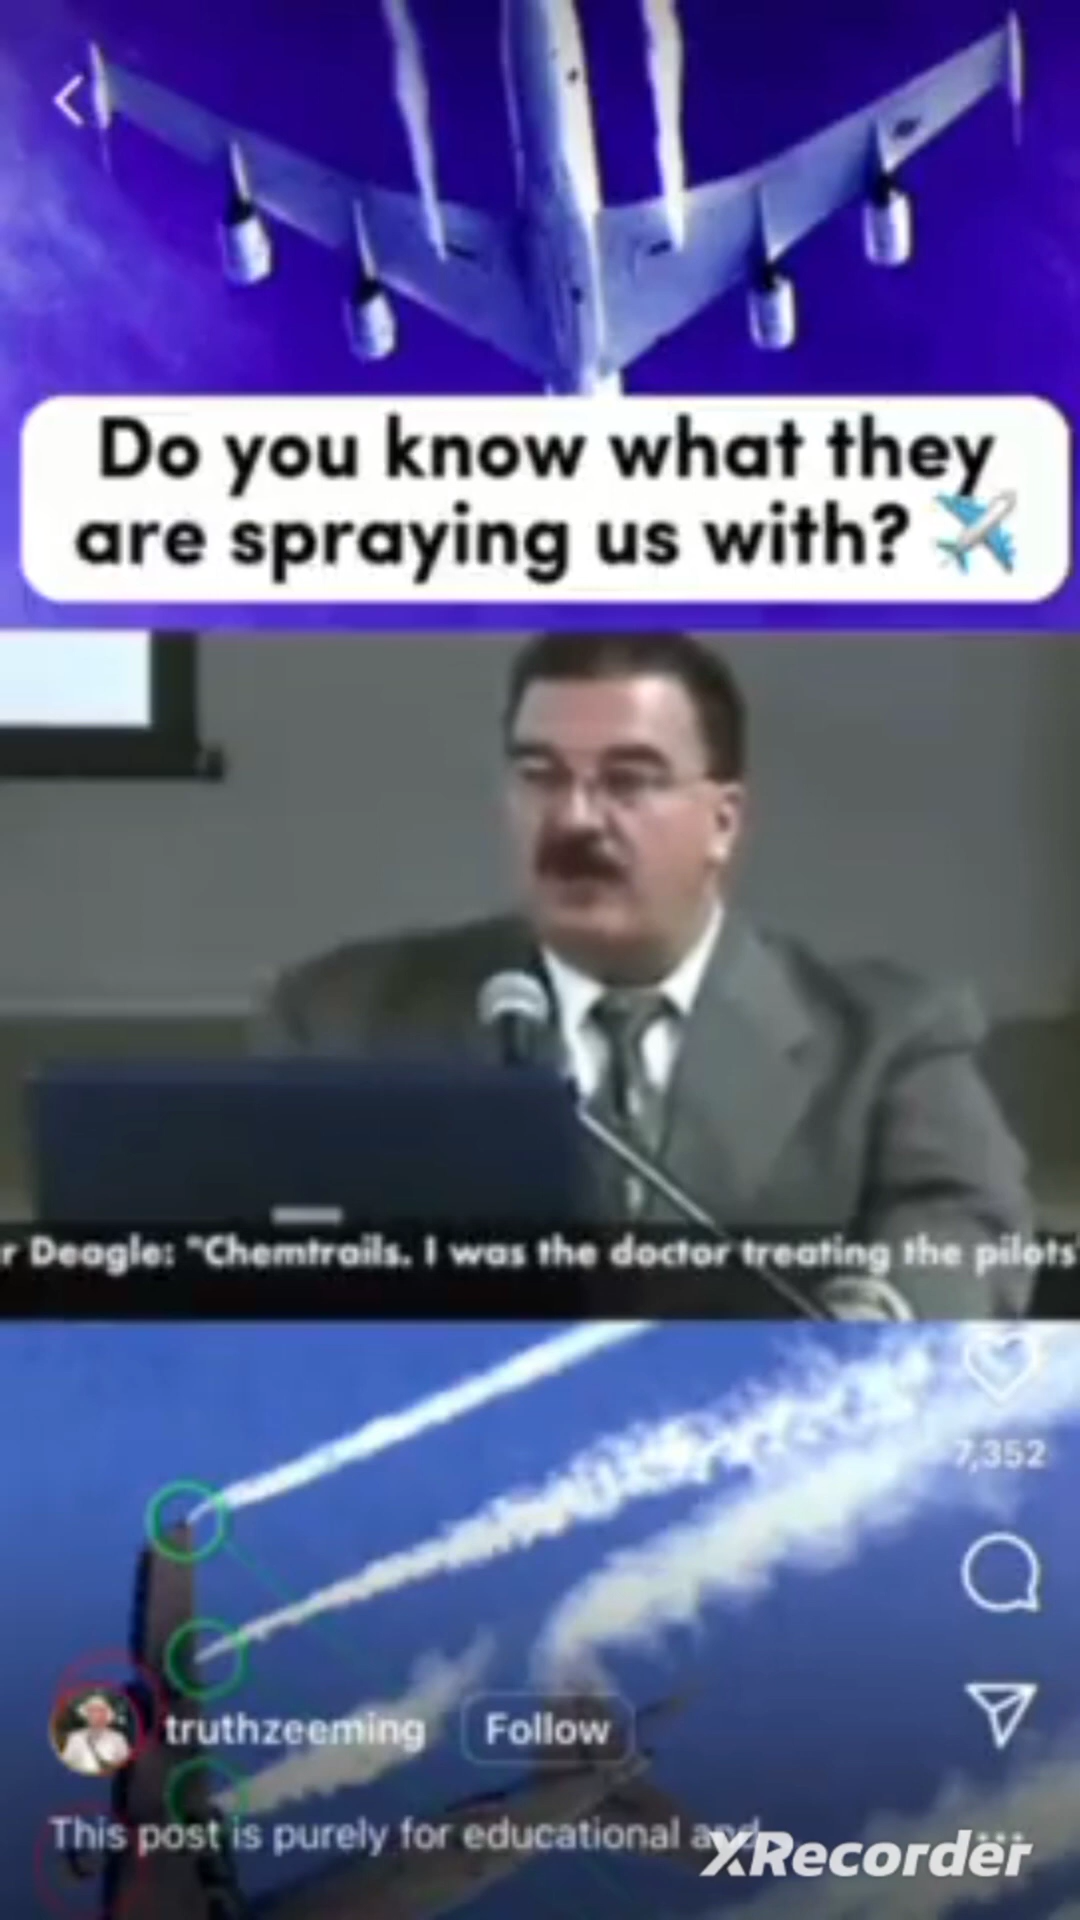 Do you know what they
are spraying us with? ✈️
r Deagle: "Chemtrails. I was the doctor treating the pilots"
7,352
truthzeeming Follow
This post is purely for educational and...
XRecorder